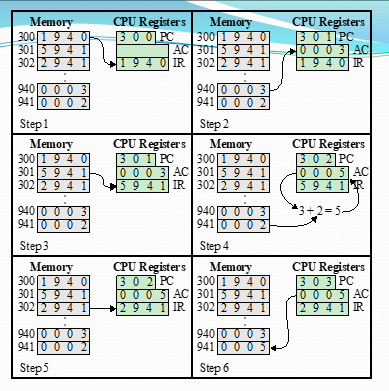 Memory CPU Registers
300 1 9 4 0 3 0 0 PC
301 5 9 4 1 AC
302 2 9 4 1 1 9 4 0 IR
940 0 0 0 3
941 0 0 0 2
Step 1
Memory CPU Registers
300 1 9 4 0 3 0 1 PC
301 5 9 4 1 0 0 0 3 AC
302 2 9 4 1 1 9 4 0 IR
940 0 0 0 3
941 0 0 0 2
Step 2
Memory CPU Registers
300 1 9 4 0 3 0 1 PC
301 5 9 4 1 0 0 0 3 AC
302 2 9 4 1 5 9 4 1 IR
940 0 0 0 3
941 0 0 0 2
Step3
Memory CPU Registers
300 1 9 4 0 3 0 2 PC
301 5 9 4 1 0 0 0 5 AC
302 2 9 4 1 5 9 4 1 IR
940 0 0 0 3 3 + 2 = 5
941 0 0 0 2
Step 4
Memory CPU Registers
300 1 9 4 0 3 0 2 PC
301 5 9 4 1 0 0 0 5 AC
302 2 9 4 1 2 9 4 1 IR
940 0 0 0 3
941 0 0 0 2
Step5
Memory CPU Registers
300 1 9 4 0 3 0 3 PC
301 5 9 4 1 0 0 0 5 AC
302 2 9 4 1 2 9 4 1 IR
940 0 0 0 3
941 0 0 0 5
Step 6